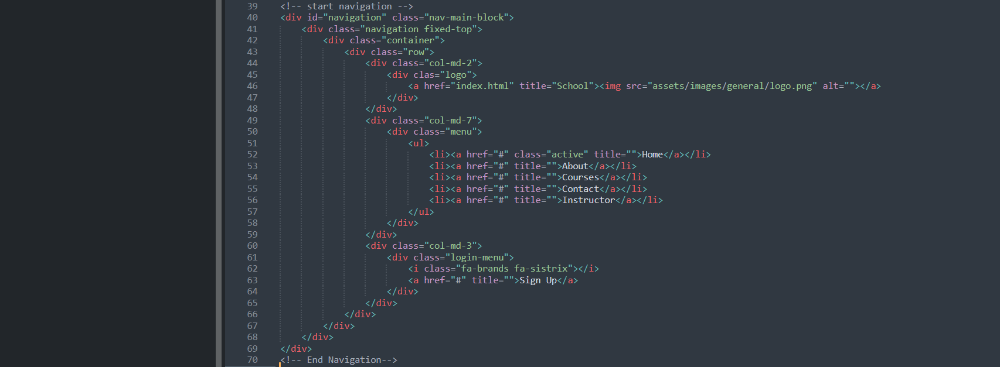 39 <!-- start navigation -->
40 <div id="navigation" class="nav-main-block">
41 <div class="navigation fixed-top">
42 <div class="container">
43 <div class="row">
44 <div class="col-md-2">
45 <div clas="logo">
46 <a href="index.html" title="School"><img src="assets/images/general/logo.png" alt=""></a>
47 </div>
48 </div>
49 <div class="col-md-7">
50 <div class="menu">
51 <ul>
52 <li><a href="#" class="active" title="">Home</a></li>
53 <li><a href="#" title="">About</a></li>
54 <li><a href="#" title="">Courses</a></li>
55 <li><a href="#" title="">Contact</a></li>
56 <li><a href="#" title="">Instructor</a></li>
57 </ul>
58 </div>
59 </div>
60 <div class="col-md-3">
61 <div class="login-menu">
62 <i class="fa-brands fa-sistrix"></i>
63 <a href="#" title="">Sign Up</a>
64 </div>
65 </div>
66 </div>
67 </div>
68 </div>
69 </div>
70 <!-- End Navigation-->